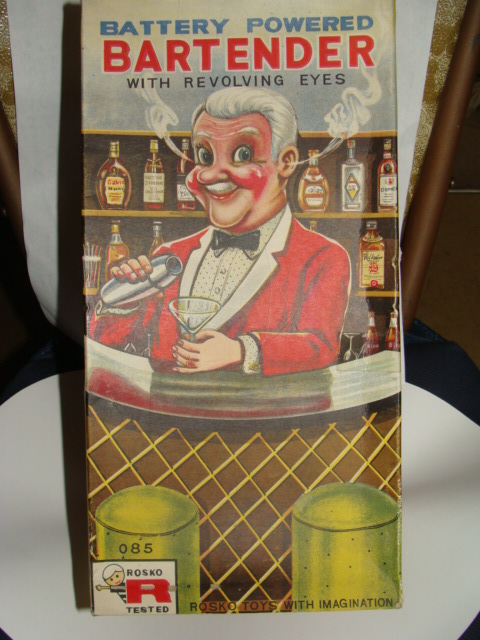 BATTERY POWERED
BARTENDER
WITH REVOLVING EYES
085
ROSKO
R
TESTED
ROSKO TOYS WITH IMAGINATION